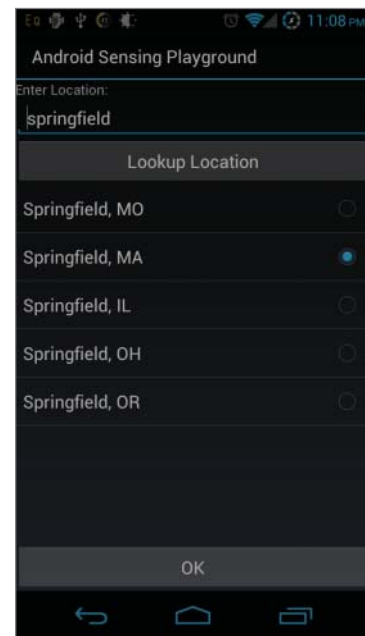 EQ 11:08 PM
Android Sensing Playground
Enter Location:
springfield
Lookup Location
Springfield, MO
Springfield, MA
Springfield, IL
Springfield, OH
Springfield, OR
OK